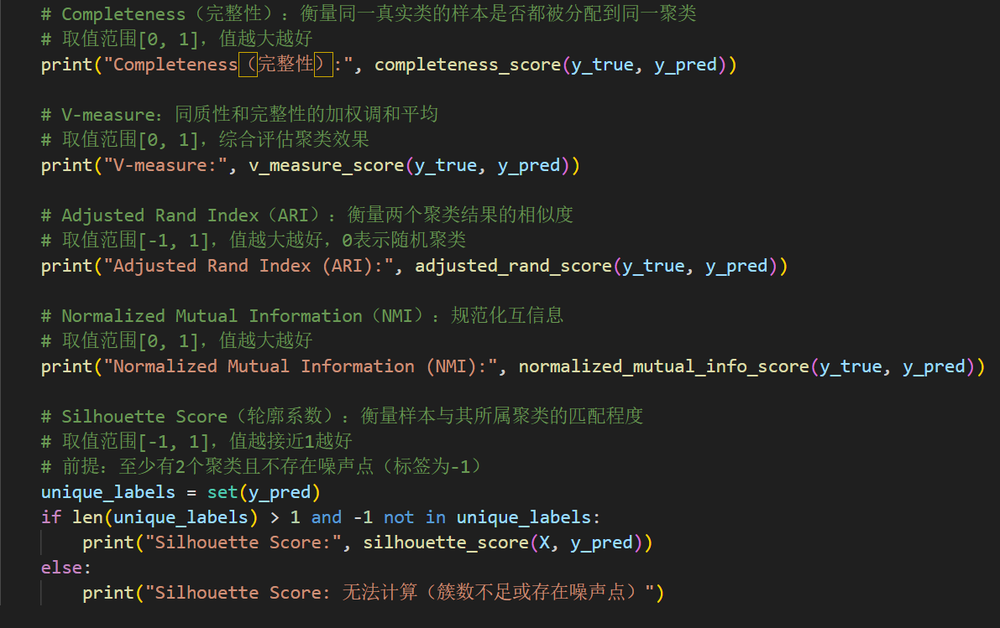 # Completeness（完整性）：衡量同一真实类的样本是否都被分配到同一聚类
# 取值范围[0, 1]，值越大越好
print("Completeness（完整性）:", completeness_score(y_true, y_pred))
# V-measure：同质性和完整性的加权调和平均
# 取值范围[0, 1]，综合评估聚类效果
print("V-measure:", v_measure_score(y_true, y_pred))
# Adjusted Rand Index（ARI）：衡量两个聚类结果的相似度
# 取值范围[-1, 1]，值越大越好，0表示随机聚类
print("Adjusted Rand Index (ARI):", adjusted_rand_score(y_true, y_pred))
# Normalized Mutual Information（NMI）：规范化互信息
# 取值范围[0, 1]，值越大越好
print("Normalized Mutual Information (NMI):", normalized_mutual_info_score(y_true, y_pred))
# Silhouette Score（轮廓系数）：衡量样本与其所属聚类的匹配程度
# 取值范围[-1, 1]，值越接近1越好
# 前提：至少有2个聚类且不存在噪声点（标签为-1）
unique_labels = set(y_pred)
if len(unique_labels) > 1 and -1 not in unique_labels:
    print("Silhouette Score:", silhouette_score(X, y_pred))
else:
    print("Silhouette Score: 无法计算（簇数不足或存在噪声点）")